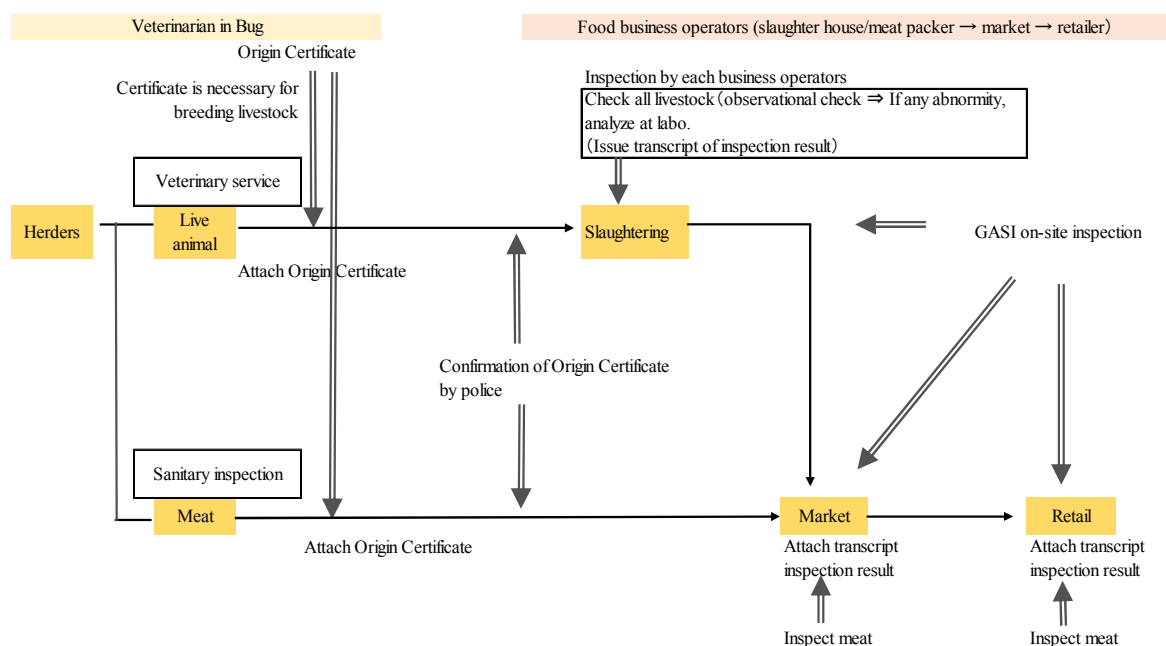 Veterinarian in Bug
Food business operators (slaughter house/meat packer → market → retailer)
Origin Certificate
Certificate is necessary for
breeding livestock
Inspection by each business operators
Check all livestock(observational check ⇒ If any abnormity,
analyze at labo.
(Issue transcript of inspection result)
Veterinary service
Herders
Live
animal
Slaughtering
GASI on-site inspection
Attach Origin Certificate
Confirmation of Origin Certificate
by police
Sanitary inspection
Meat
Market
Retail
Attach Origin Certificate
Attach transcript
inspection result
Attach transcript
inspection result
Inspect meat
Inspect meat